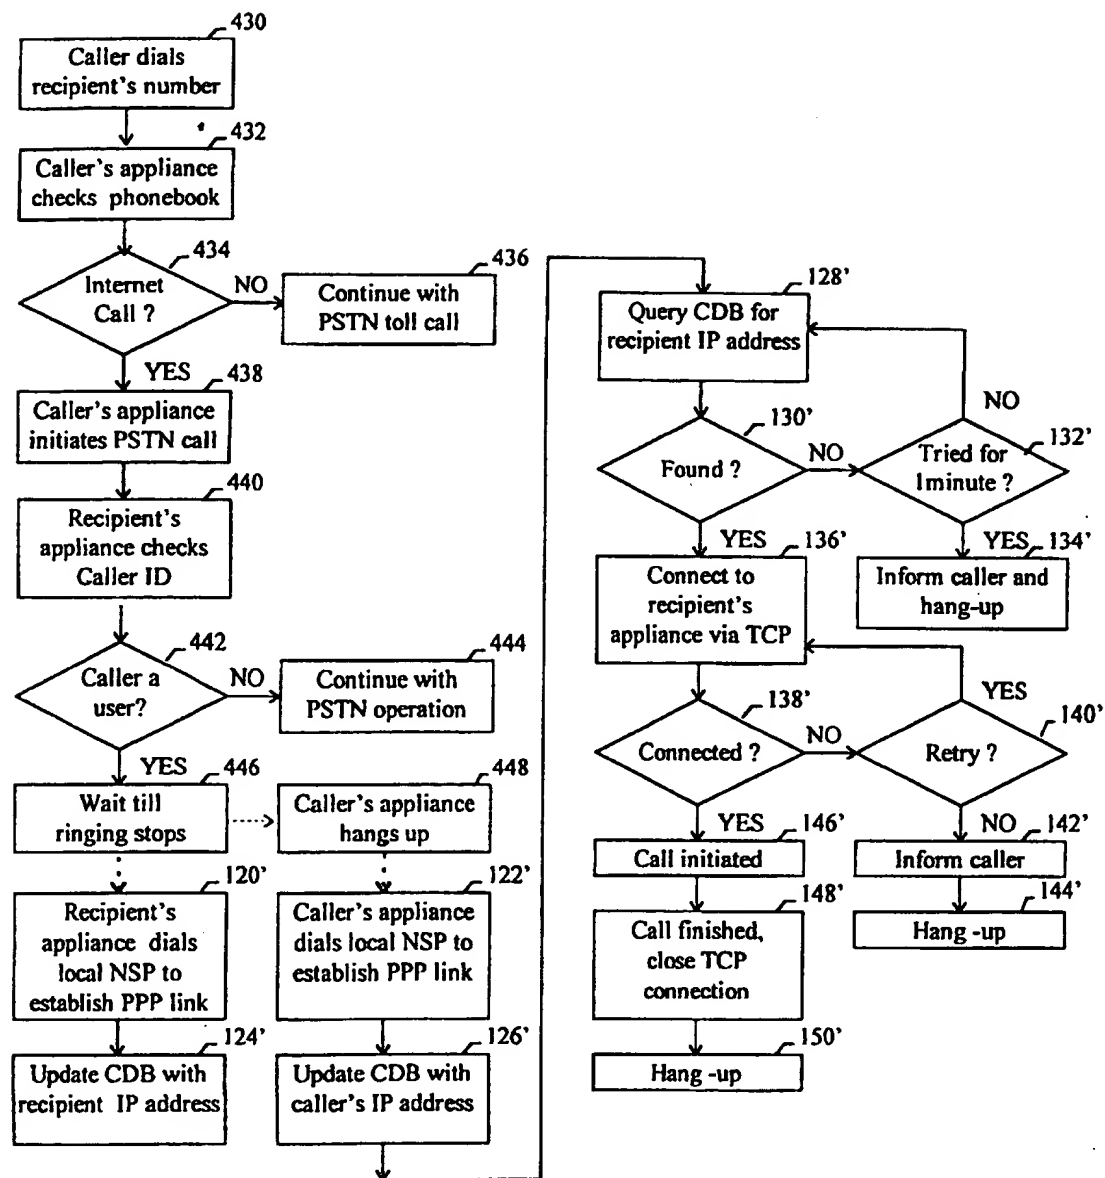 430
Caller dials
recipient's number
432
Caller's appliance
checks phonebook
434
Internet
Call ?
NO
436
Continue with
PSTN toll call
YES
438
Caller's appliance
initiates PSTN call
440
Recipient's
appliance checks
Caller ID
442
Caller a
user?
NO
444
Continue with
PSTN operation
YES
446
Wait till
ringing stops
448
Caller's appliance
hangs up
120'
Recipient's
appliance dials
local NSP to
establish PPP link
122'
Caller's appliance
dials local NSP to
establish PPP link
124'
Update CDB with
recipient IP address
126'
Update CDB with
caller's IP address
128'
Query CDB for
recipient IP address
130'
Found ?
NO
132'
Tried for
1minute ?
NO
YES
134'
Inform caller and
hang-up
YES
136'
Connect to
recipient's
appliance via TCP
138'
Connected ?
NO
140'
Retry ?
YES
NO
142'
Inform caller
144'
Hang -up
YES
146'
Call initiated
148'
Call finished,
close TCP
connection
150'
Hang -up